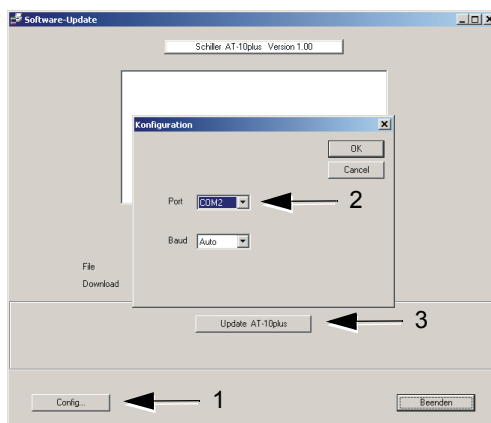 Software-Update
Schiller AT-10plus Version 1.00
Konfiguration
OK
Cancel
Port COM2 2
Baud Auto
File
Download
Update AT-10plus 3
Config... 1 Beenden